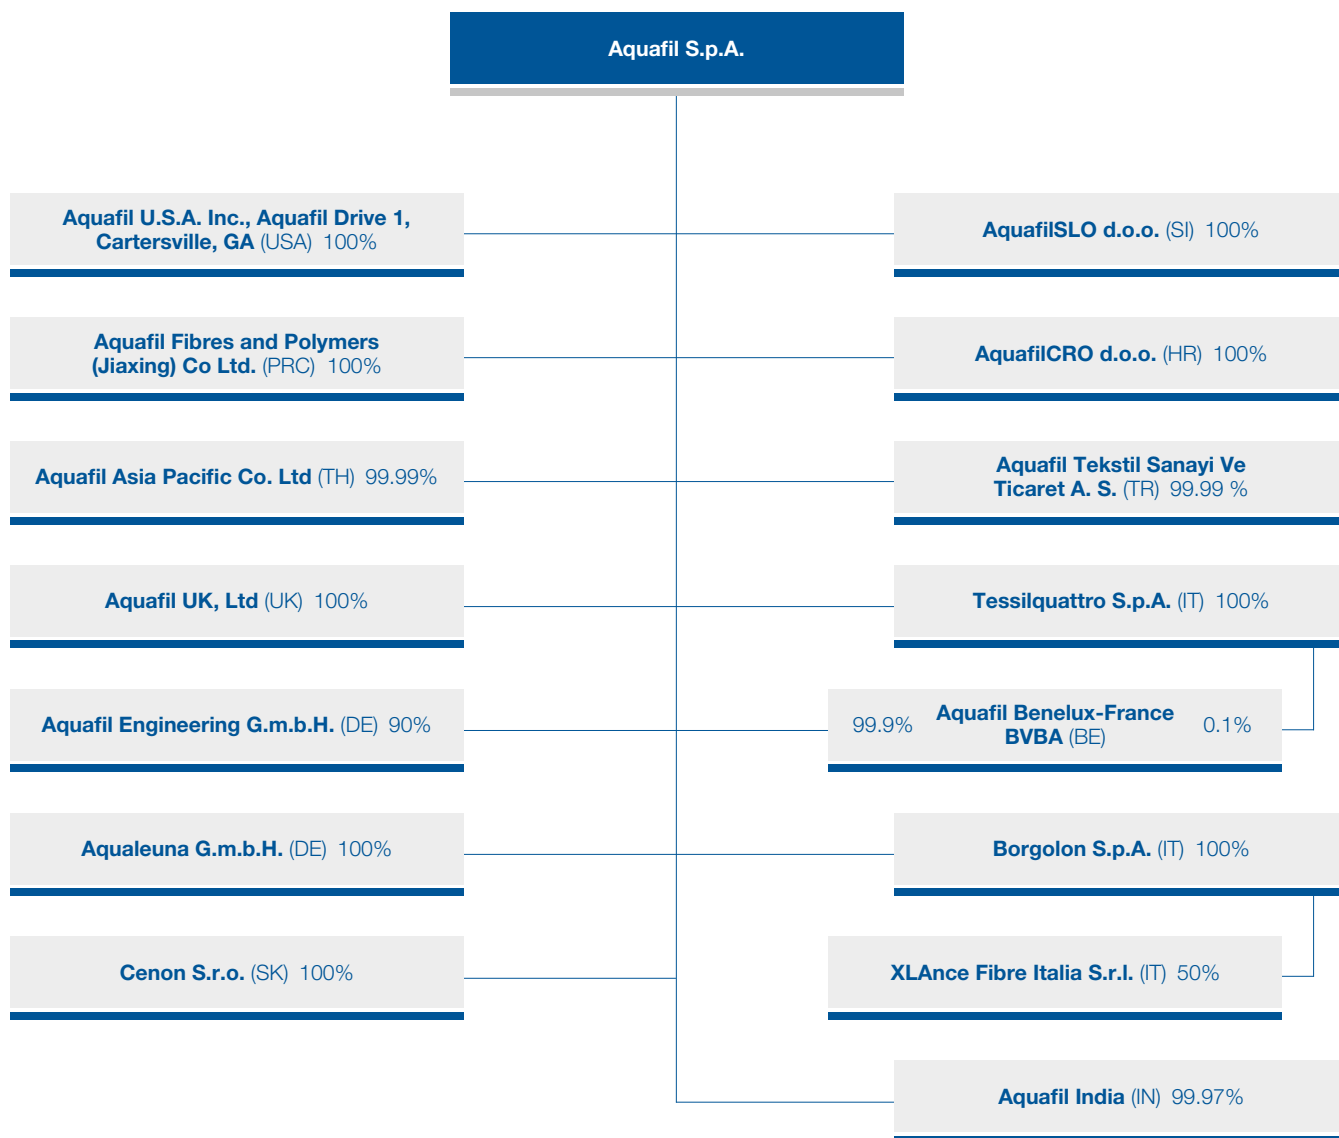 Aquafil S.p.A.
Aquafil U.S.A. Inc., Aquafil Drive 1,
Cartersville, GA (USA) 100%
AquafilSLO d.o.o. (SI) 100%
Aquafil Fibres and Polymers
(Jiaxing) Co Ltd. (PRC) 100%
AquafilCRO d.o.o. (HR) 100%
Aquafil Asia Pacific Co. Ltd (TH) 99.99%
Aquafil Tekstil Sanayi Ve
Ticaret A. S. (TR) 99.99 %
Aquafil UK, Ltd (UK) 100%
Tessilquattro S.p.A. (IT) 100%
Aquafil Engineering G.m.b.H. (DE) 90%
99.9%
Aquafil Benelux-France
BVBA (BE)
0.1%
Aqualeuna G.m.b.H. (DE) 100%
Borgolon S.p.A. (IT) 100%
Cenon S.r.o. (SK) 100%
XLAnce Fibre Italia S.r.l. (IT) 50%
Aquafil India (IN) 99.97%